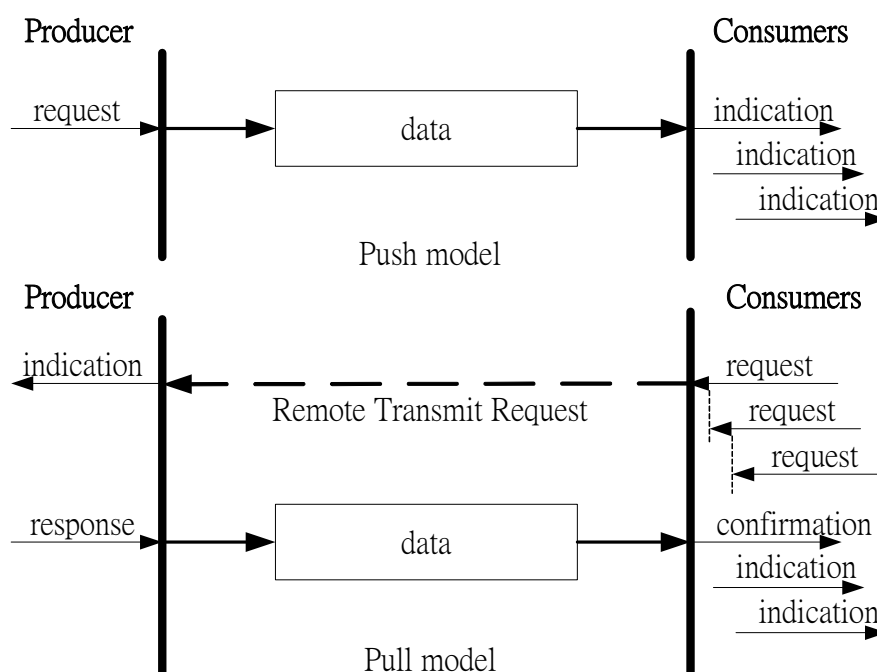 Producer
Consumers
request
data
indication
indication
indication
Push model
Producer
Consumers
indication
request
Remote Transmit Request
request
request
response
data
confirmation
indication
indication
Pull model